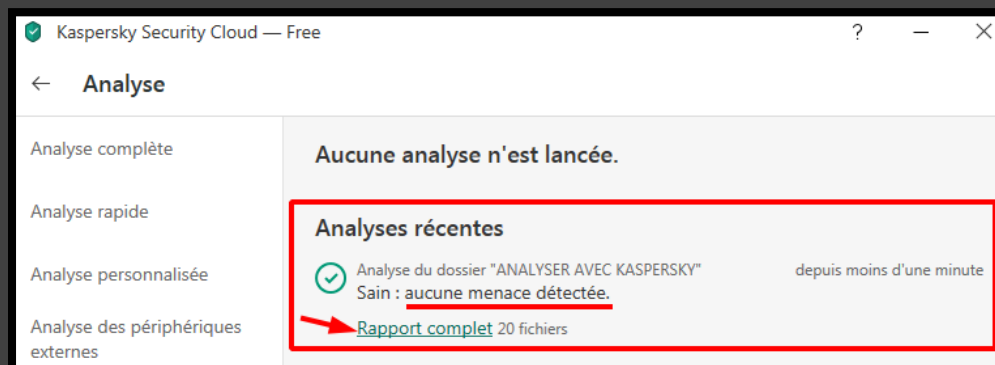 Kaspersky Security Cloud — Free
?
Analyse
Analyse complète
Analyse rapide
Analyse personnalisée
Analyse des périphériques
externes
Aucune analyse n'est lancée.
Analyses récentes
Analyse du dossier "ANALYSER AVEC KASPERSKY" depuis moins d'une minute
Sain : aucune menace détectée.
Rapport complet 20 fichiers